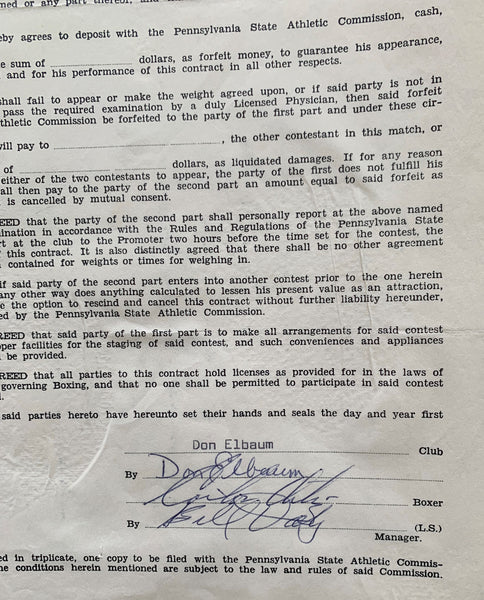 med or any part thereof, and
eby agrees to deposit with the Pennsylvania State Athletic Commission, cash,
e sum of dollars, as forfeit money, to guarantee his appearance,
and for his performance of this contract in all other respects.
shall fail to appear or make the weight agreed upon, or if said party is not in
pass the required examination by a duly Licensed Physician, then said forfeit
thletic Commission be forfeited to the party of the first part and under these cir-
will pay to , the other contestant in this match, or
of dollars, as liquidated damages. If for any reason
either of the two contestants to appear, the party of the first does not fulfill his
all then pay to the party of the second part an amount equal to said forfeit as
is cancelled by mutual consent.
EED that the party of the second part shall personally report at the above named
mination in accordance with the Rules and Regulations of the Pennsylvania State
rt at the club to the Promoter two hours before the time set for the contest, the
f this contract. It is also distinctly agreed that there shall be no other agreement
contained for weights or times for weighing in.
if said party of the second part enters into another contest prior to the one herein
any other way does anything calculated to lessen his present value as an attraction,
e the option to rescind and cancel this contract without further liability hereunder,
ed by the Pennsylvania State Athletic Commission.
REED that said party of the first part is to make all arrangements for said contest
oper facilities for the staging of said contest, and such conveniences and appliances
be provided.
REED that all parties to this contract hold licenses as provided for in the laws of
governing Boxing, and that no one shall be permitted to participate in said contest
said parties hereto have hereunto set their hands and seals the day and year first
Don Elbaum
Club
By Don Elbaum
Boxer
By Bill (L.S.)
Manager.
ed in triplicate, one copy to be filed with the Pennsylvania State Athletic Commis-
he conditions herein mentioned are subject to the law and rules of said Commission.